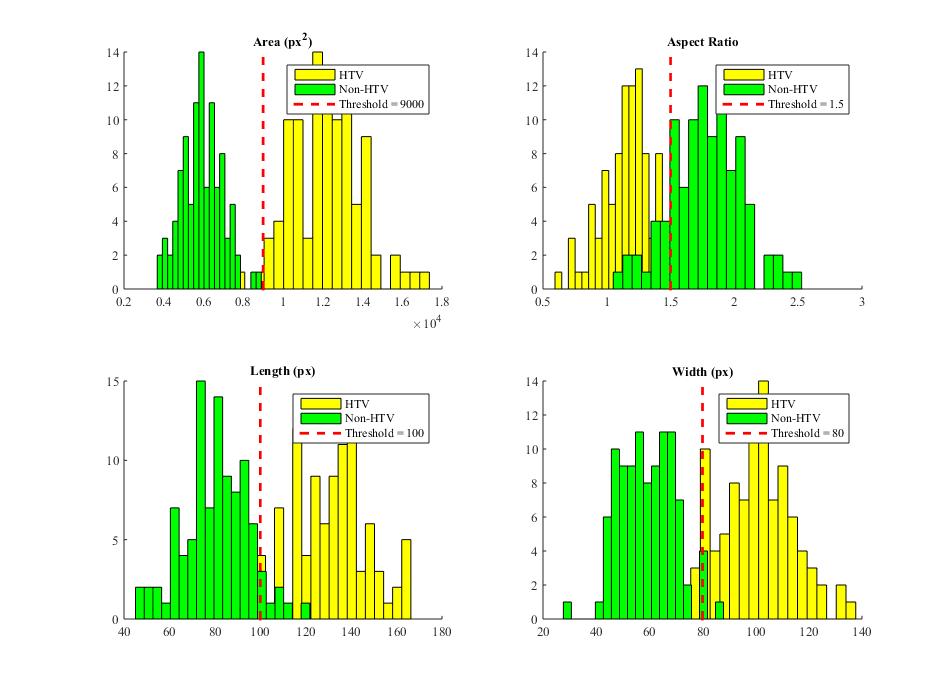 Area (px2)
14
12
10
8
6
4
2
0
HTV
Non-HTV
Threshold = 9000
0.2 0.4 0.6 0.8 1 1.2 1.4 1.6 1.8
×10^4
Aspect Ratio
14
12
10
8
6
4
2
0
HTV
Non-HTV
Threshold = 1.5
0.5 1 1.5 2 2.5 3
Length (px)
15
10
5
0
HTV
Non-HTV
Threshold = 100
40 60 80 100 120 140 160 180
Width (px)
14
12
10
8
6
4
2
0
HTV
Non-HTV
Threshold = 80
20 40 60 80 100 120 140